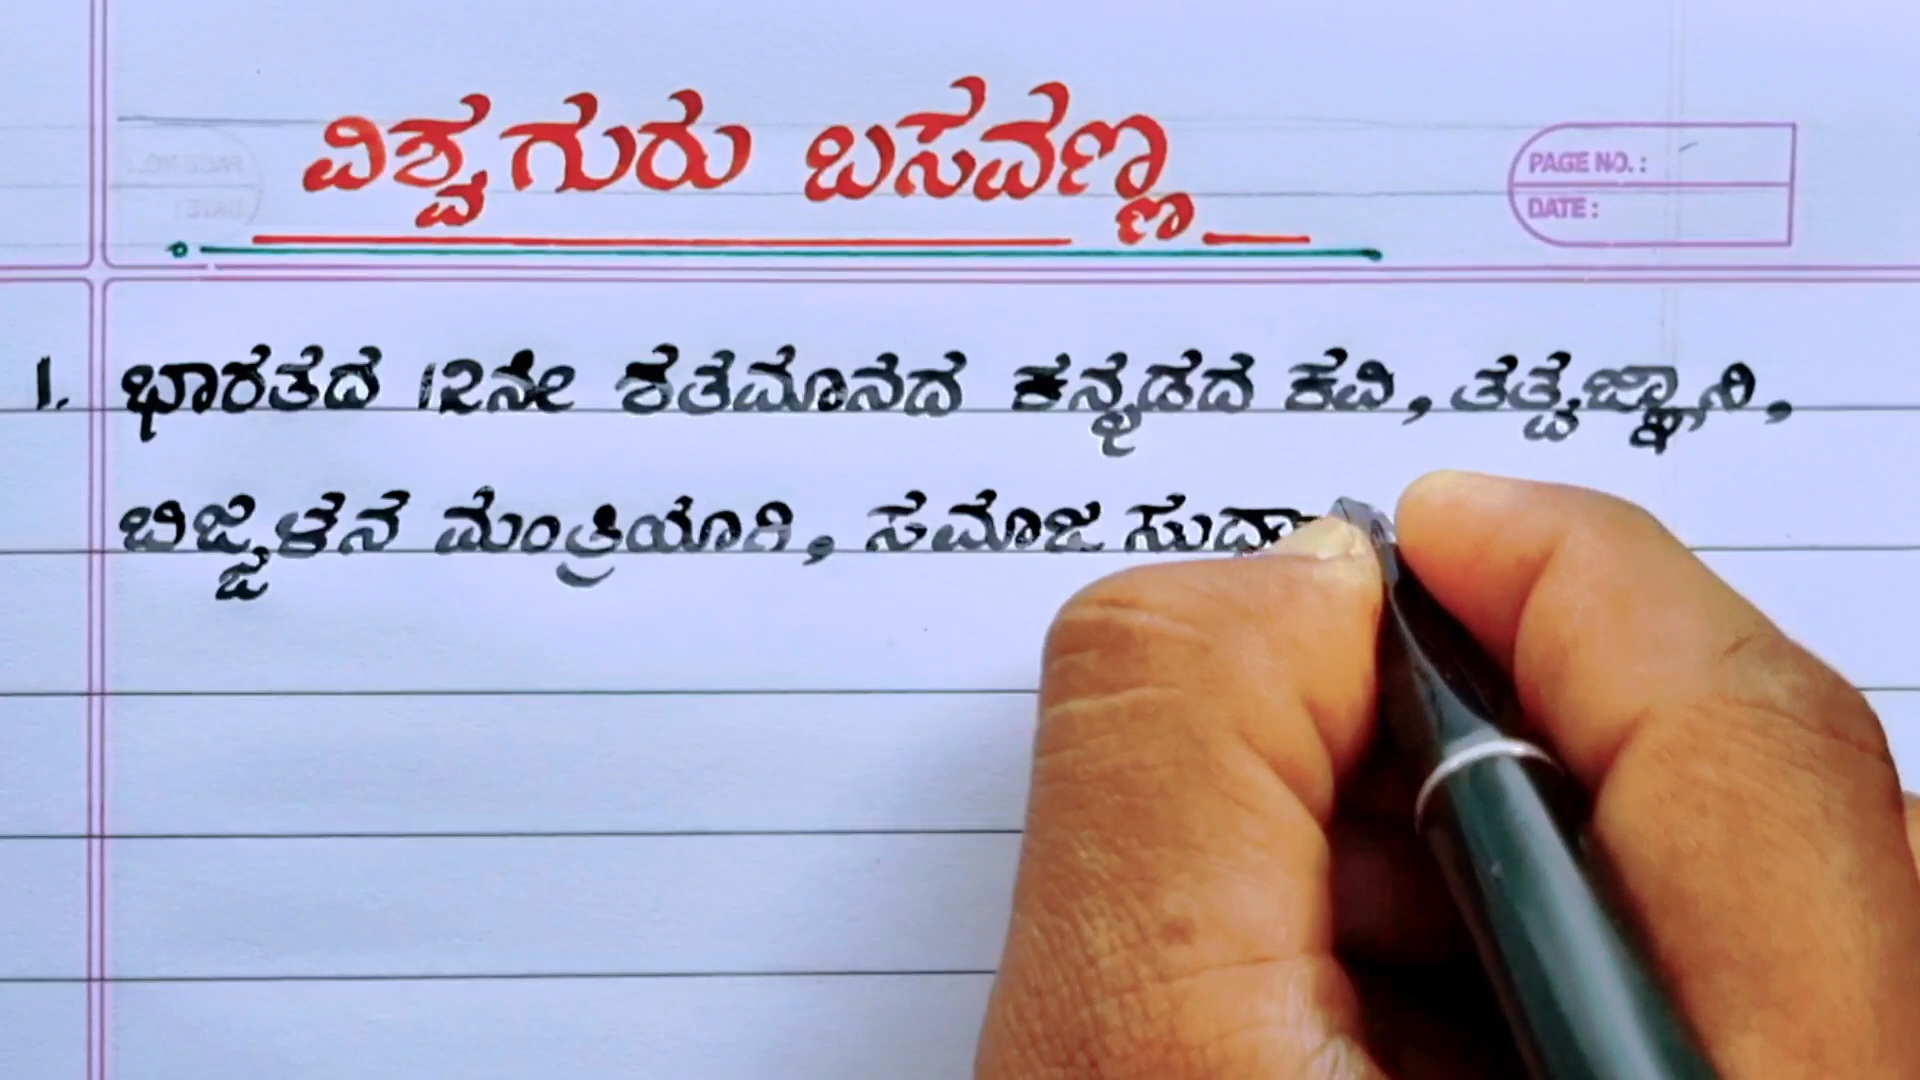 ವಿಶ್ವಗುರು ಬಸವಣ್ಣ
PAGE NO. :
DATE :
1. ಭಾರತದ 12ನೇ ಶತಮಾನದ ಕನ್ನಡದ ಕವಿ, ತತ್ವಜ್ಞಾನಿ,
ಬಿಜ್ಜಳನ ಮಂತ್ರಿಯಾಗಿ, ಸಮಾಜ ಸುಧಾ